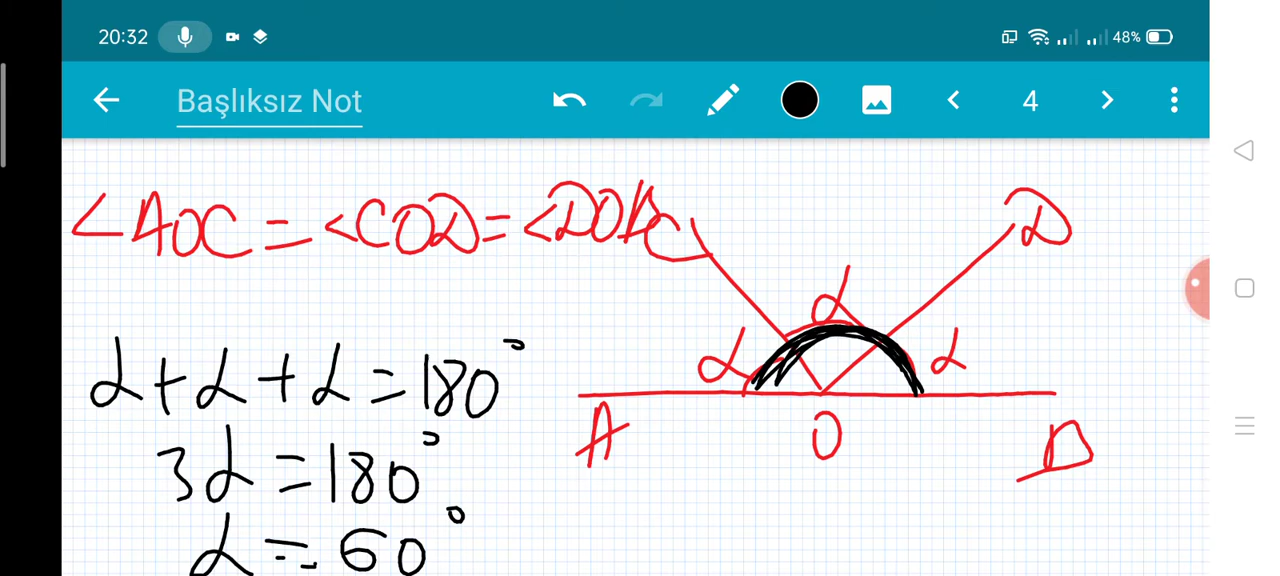 20:32 48%
Başlıksız Not 4
<AOC = <COD = <DOB
C D
α
α α
A O B
α + α + α = 180°
3α = 180°
α = 60°